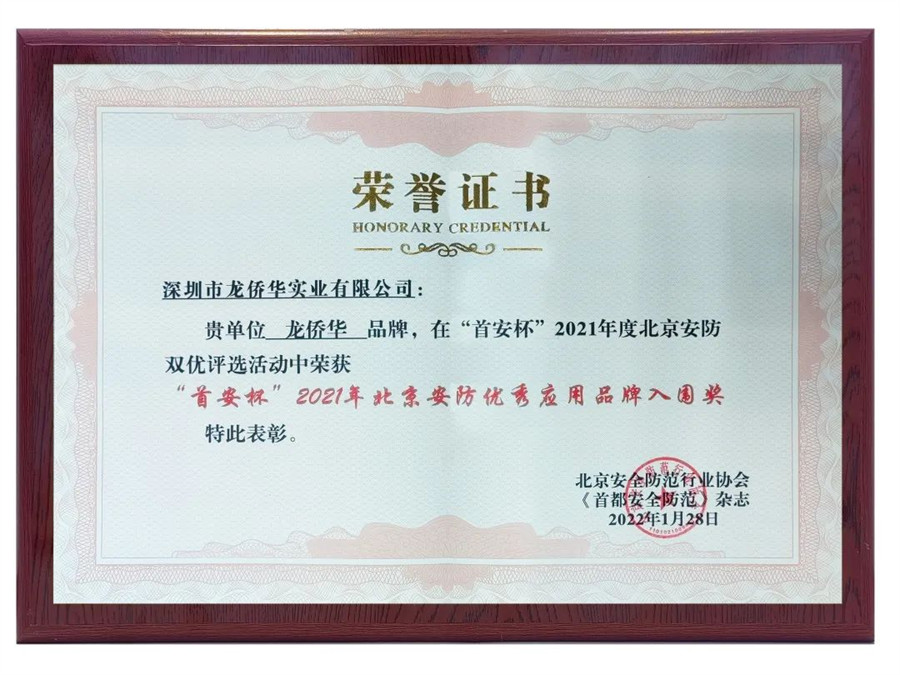 荣誉证书
HONORARY CREDENTIAL
深圳市龙侨华实业有限公司：
贵单位 龙侨华 品牌，在“首安杯”2021年度北京安防
双优评选活动中荣获
“首安杯”2021年北京安防优秀应用品牌入围奖
特此表彰。
北京安全防范行业协会
《首都安全防范》杂志
2022年1月28日